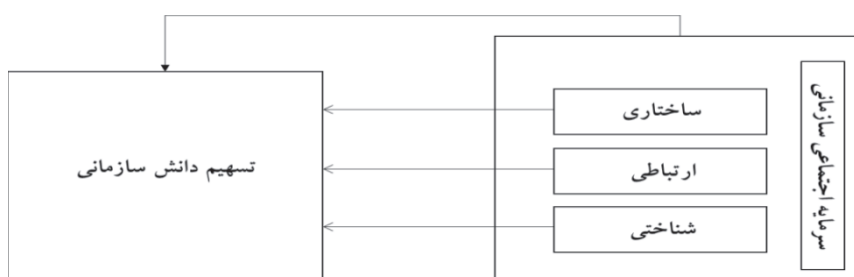 سرمایه اجتماعی سازمانی
ساختاری
ارتباطی
شناختی
تسهیم دانش سازمانی